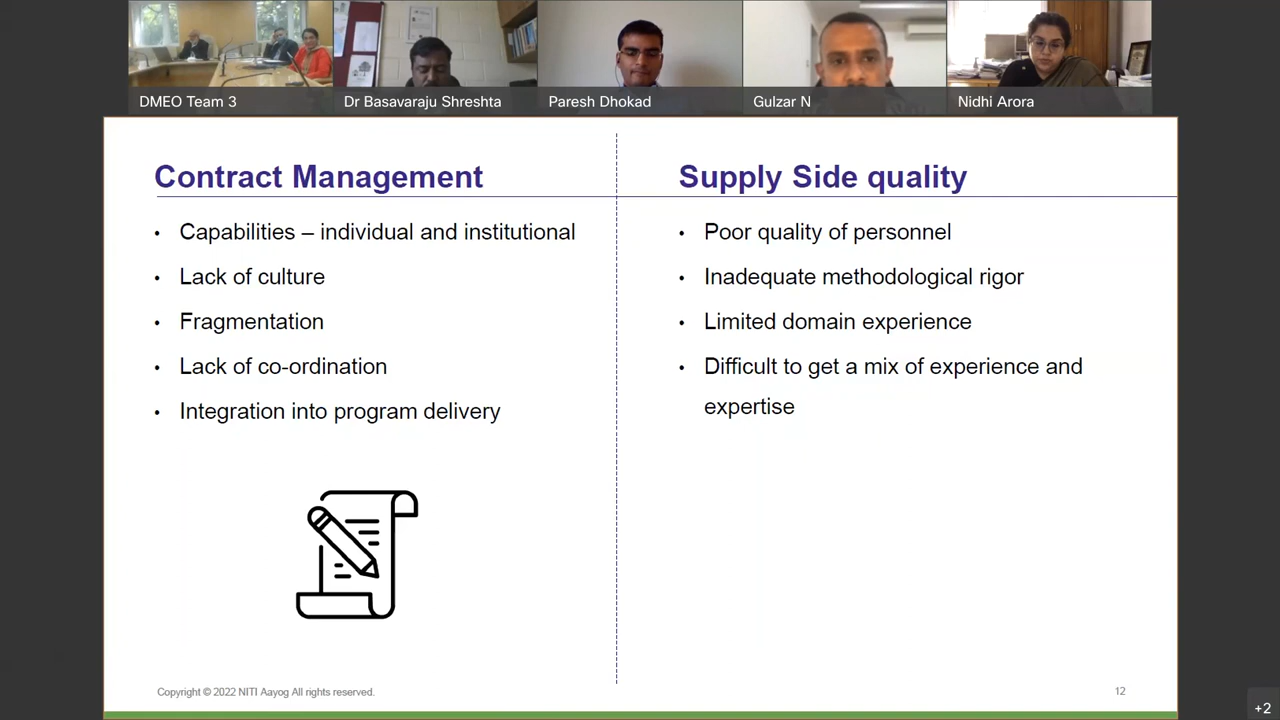 DMEO Team 3
Dr Basavaraju Shreshta
Paresh Dhokad
Gulzar N
Nidhi Arora
Contract Management
• Capabilities – individual and institutional
• Lack of culture
• Fragmentation
• Lack of co-ordination
• Integration into program delivery
Supply Side quality
• Poor quality of personnel
• Inadequate methodological rigor
• Limited domain experience
• Difficult to get a mix of experience and
expertise
Copyright © 2022 NITI Aayog All rights reserved.
12
+2